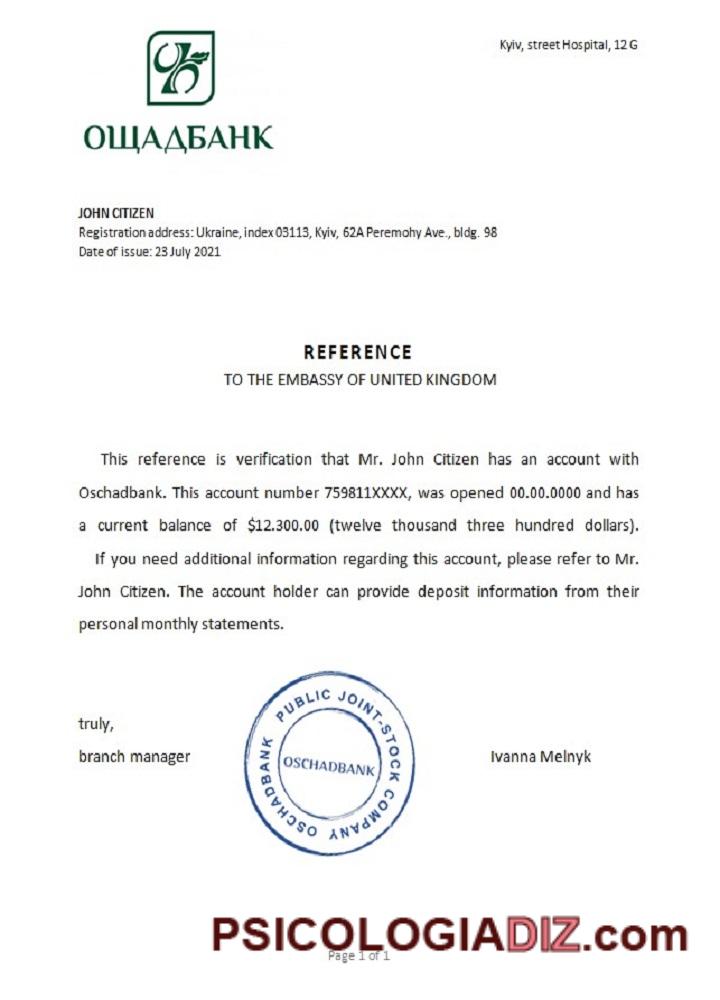 Kyiv, street Hospital, 12 G
ОЩАДБАНК
JOHN CITIZEN
Registration address: Ukraine, index 03113, Kyiv, 62A Peremohy Ave., bldg. 98
Date of issue: 23 July 2021
REFERENCE
TO THE EMBASSY OF UNITED KINGDOM
This reference is verification that Mr. John Citizen has an account with
Oschadbank. This account number 759811XXXX, was opened 00.00.0000 and has
a current balance of $12.300.00 (twelve thousand three hundred dollars).
If you need additional information regarding this account, please refer to Mr.
John Citizen. The account holder can provide deposit information from their
personal monthly statements.
truly,
branch manager
PUBLIC JOINT-STOCK COMPANY OSCHADBANK
OSCHADBANK
Ivanna Melnyk
PSICOLOGIADIZ.com
Page 1 of 1